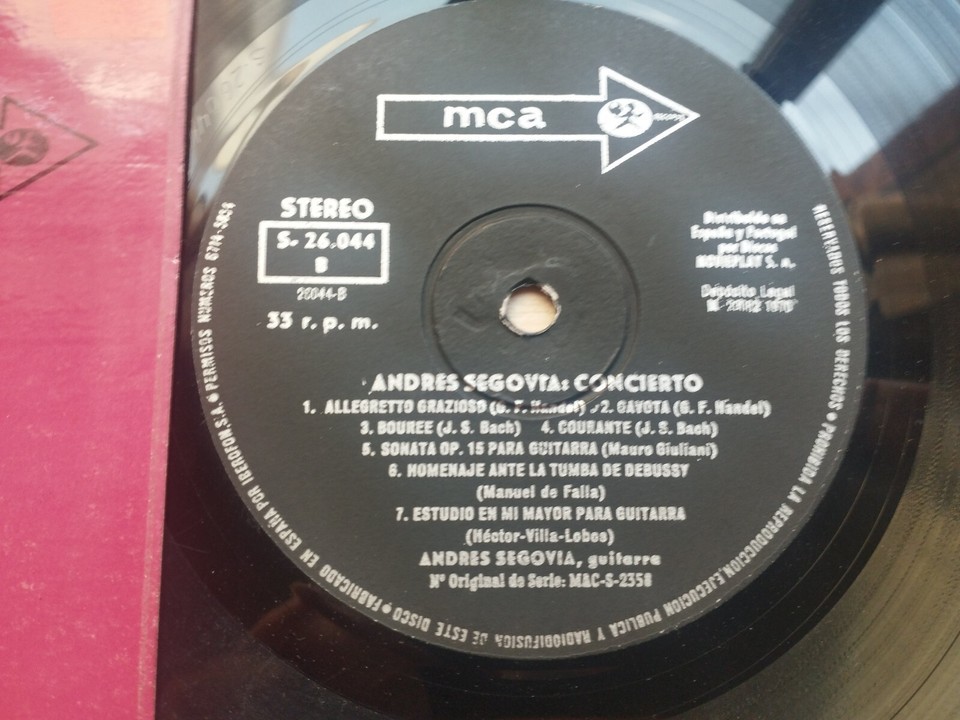 mca
STEREO
S- 26.044
B
26044-B
33 r. p. m.
Distribuido en
España y Portugal
por Discos
MOVIEPLAY S. A.
Depósito Legal
1970
ANDRES SEGOVIA: CONCIERTO
1. ALLEGRETTO GRAZIOSO (G. F. Handel) 2. GAVOTA (G. F. Handel)
3. BOUREE (J. S. Bach) 4. COURANTE (J. S. Bach)
5. SONATA OP. 15 PARA GUITARRA (Mauro Giuliani)
6. HOMENAJE ANTE LA TUMBA DE DEBUSSY
(Manuel de Falla)
7. ESTUDIO EN MI MAYOR PARA GUITARRA
(Héctor-Villa-Lobos)
ANDRES SEGOVIA, guitarra
Nº Original de Serie: MAC-S-2358
RESERVADOS TODOS LOS DERECHOS • PROHIBIDA LA REPRODUCCION, EJECUCION PUBLICA Y RADIODIFUSION DE ESTE DISCO • FABRICADO EN ESPAÑA POR IBEROFON, S. A. • PERMISOS NUMEROS